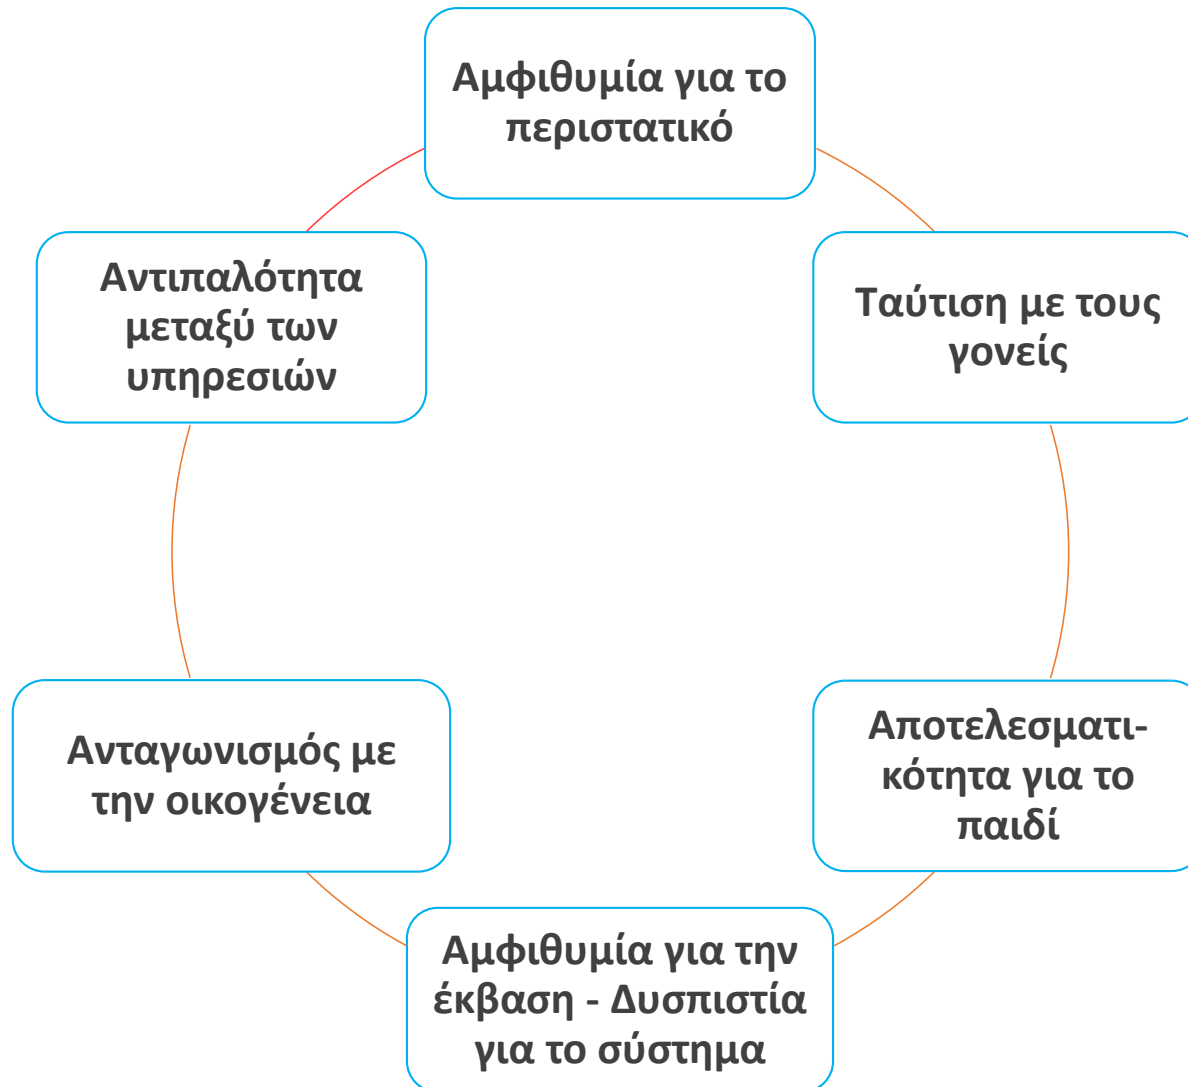 Αμφιθυμία για το
περιστατικό
Ταύτιση με τους
γονείς
Αποτελεσματι-
κότητα για το
παιδί
Αμφιθυμία για την
έκβαση - Δυσπιστία
για το σύστημα
Ανταγωνισμός με
την οικογένεια
Αντιπαλότητα
μεταξύ των
υπηρεσιών